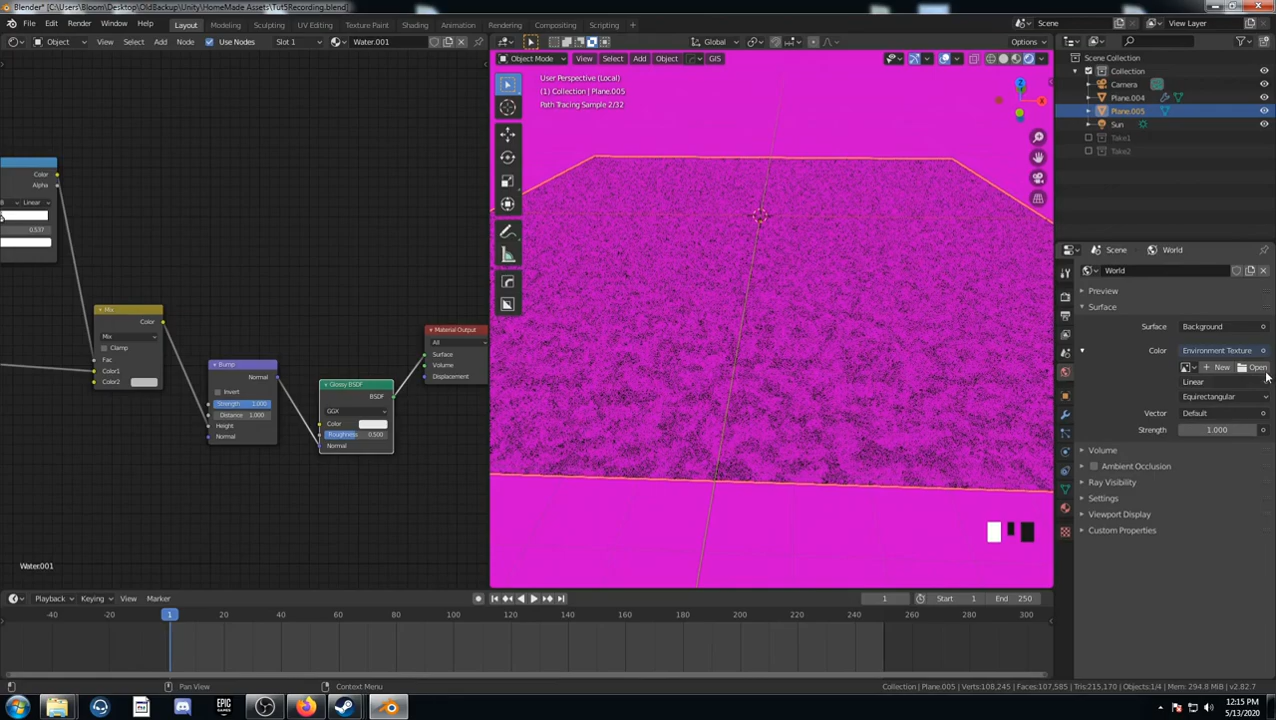 Blender* [C:\Users\Bloom\Desktop\OldBackup\Unity\HomeMade Assets\Tut5Recording.blend]
File Edit Render Window Help Layout Modeling Sculpting UV Editing Texture Paint Shading Animation Rendering Compositing Scripting Scene View Layer
Object View Select Add Node Use Nodes Slot 1 Water.001 Global Options
Object Mode View Select Add Object GIS
User Perspective (Local)
(1) Collection | Plane.005
Path Tracing Sample 2/32
Scene Collection
Collection
Camera
Plane.004
Plane.005
Sun
Take1
Take2
Color
Alpha
B Linear
0.537
Mix
Color
Mix
Clamp
Fac
Color1
Color2
Bump
Normal
Invert
Strength 1.000
Distance 1.000
Height
Normal
Glossy BSDF
BSDF
GGX
Color
Roughness 0.500
Normal
Material Output
All
Surface
Volume
Displacement
Water.001
X
Z
Scene World
World
Preview
Surface
Surface Background
Color Environment Texture
New Open
Linear
Equirectangular
Vector Default
Strength 1.000
Volume
Ambient Occlusion
Ray Visibility
Settings
Viewport Display
Custom Properties
Playback Keying View Marker 1 Start 1 End 250
-40 -20 1 20 40 60 80 100 120 140 160 180 200 220 240 260 280 300
Pan View Context Menu Collection | Plane.005 | Verts:108,245 | Faces:107,585 | Tris:215,170 | Objects:1/4 | Mem: 294.8 MiB | v2.82.7
EPIC
GAMES
12:15 PM
5/13/2020